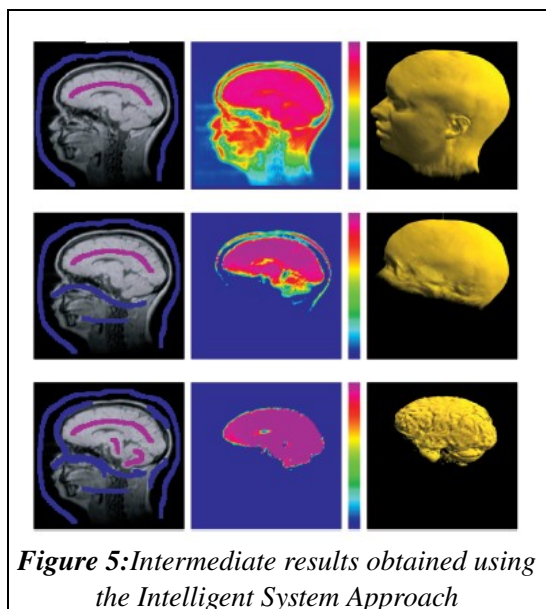 Figure 5:Intermediate results obtained using
the Intelligent System Approach